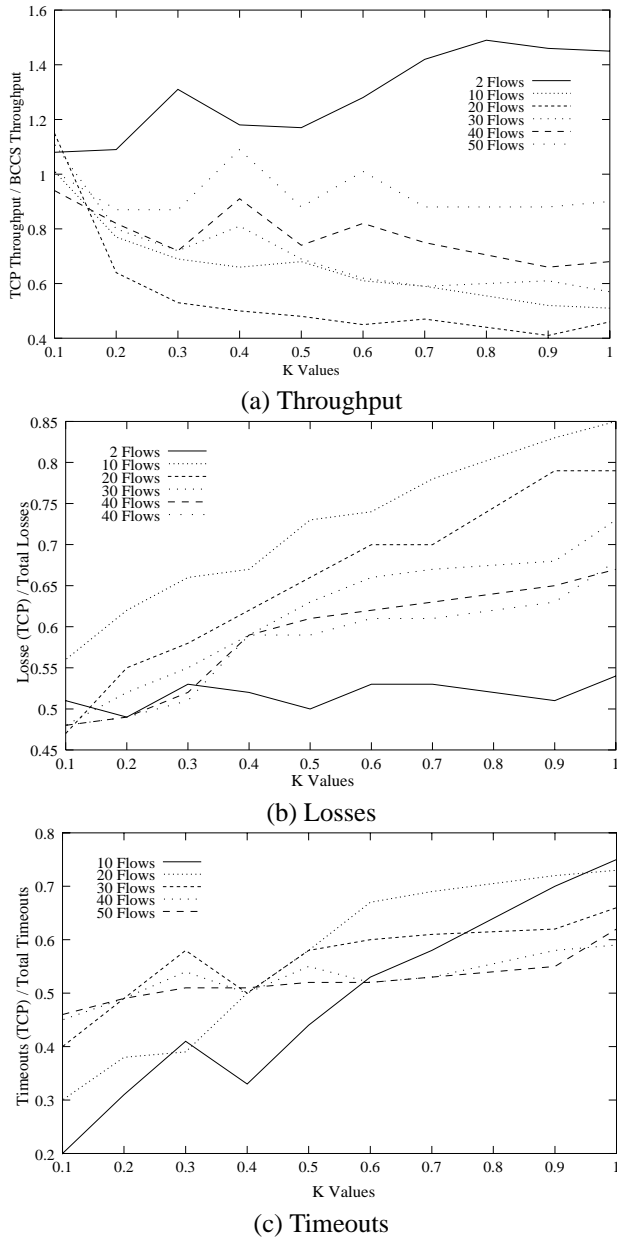 1.6
1.4
1.2
1
0.8
0.6
0.4
0.1 0.2 0.3 0.4 0.5 0.6 0.7 0.8 0.9 1
TCP Throughput / BCCS Throughput
K Values
2 Flows
10 Flows
20 Flows
30 Flows
40 Flows
50 Flows
(a) Throughput
0.85
0.8
0.75
0.7
0.65
0.6
0.55
0.5
0.45
0.1 0.2 0.3 0.4 0.5 0.6 0.7 0.8 0.9 1
Losse (TCP) / Total Losses
K Values
2 Flows
10 Flows
20 Flows
30 Flows
40 Flows
40 Flows
(b) Losses
0.8
0.7
0.6
0.5
0.4
0.3
0.2
0.1 0.2 0.3 0.4 0.5 0.6 0.7 0.8 0.9 1
Timeouts (TCP) / Total Timeouts
K Values
10 Flows
20 Flows
30 Flows
40 Flows
50 Flows
(c) Timeouts